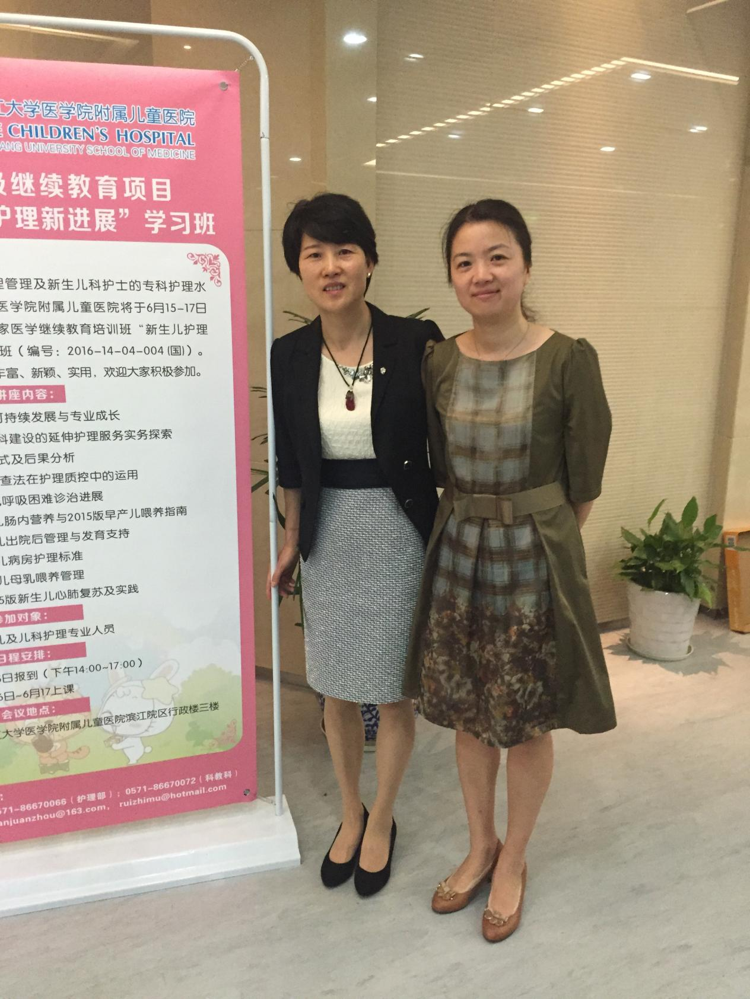 江大学医学院附属儿童医院
CHILDREN'S HOSPITAL
ANG UNIVERSITY SCHOOL OF MEDICINE
级继续教育项目
护理新进展”学习班
理管理及新生儿科护士的专科护理水
医学院附属儿童医院将于6月15-17日
家医学继续教育培训班“新生儿护理
班（编号：2016-14-04-004(国)）。
丰富、新颖、实用，欢迎大家积极参加。
讲座内容：
可持续发展与专业成长
科建设的延伸护理服务实务探索
式及后果分析
查法在护理质控中的运用
儿呼吸困难诊治进展
儿肠内营养与2015版早产儿喂养指南
儿出院后管理与发育支持
儿病房护理标准
儿母乳喂养管理
5版新生儿心肺复苏及实践
参加对象：
儿及儿科护理专业人员
日程安排：
5日报到（下午14:00~17:00）
6日~6月17上课
会议地点：
江大学医学院附属儿童医院滨江院区行政楼三楼
571-86670066（护理部）；0571-86670072（科教科）
anjuanzhou@163.com， ruizhimu@hotmail.com